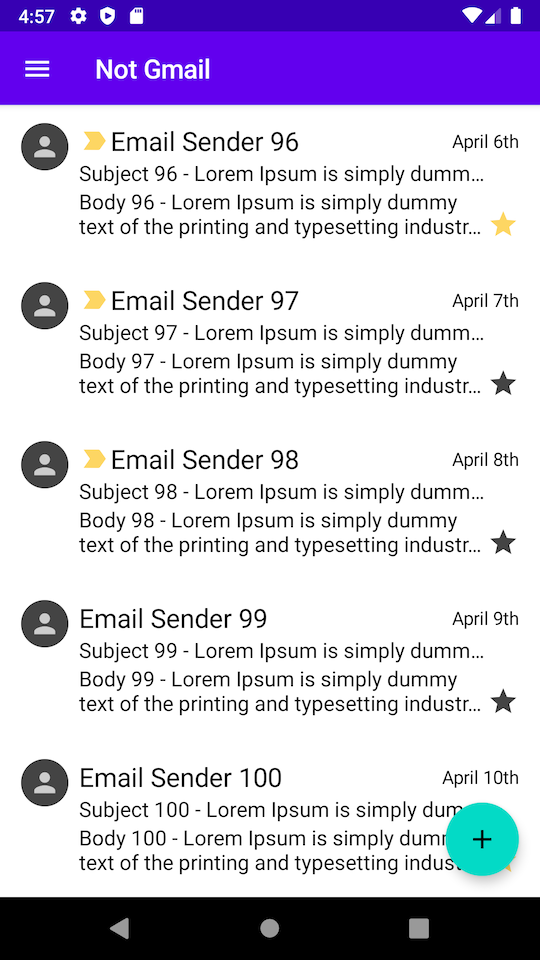 4:57
Not Gmail
Email Sender 96
April 6th
Subject 96 - Lorem Ipsum is simply dumm…
Body 96 - Lorem Ipsum is simply dummy
text of the printing and typesetting industr…
Email Sender 97
April 7th
Subject 97 - Lorem Ipsum is simply dumm…
Body 97 - Lorem Ipsum is simply dummy
text of the printing and typesetting industr…
Email Sender 98
April 8th
Subject 98 - Lorem Ipsum is simply dumm…
Body 98 - Lorem Ipsum is simply dummy
text of the printing and typesetting industr…
Email Sender 99
April 9th
Subject 99 - Lorem Ipsum is simply dumm…
Body 99 - Lorem Ipsum is simply dummy
text of the printing and typesetting industr…
Email Sender 100
April 10th
Subject 100 - Lorem Ipsum is simply
Body 100 - Lorem Ipsum is simply
text of the printing and typesetting